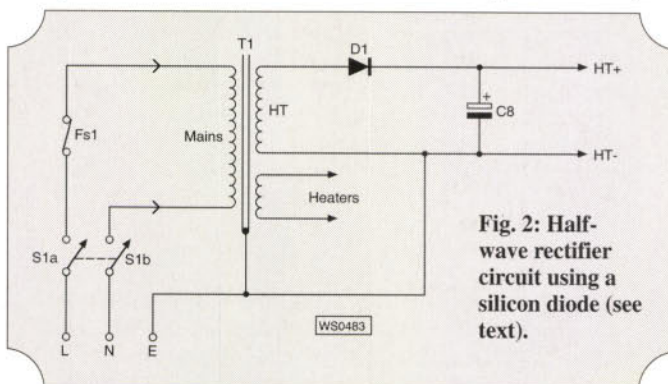 T1
D1
HT+
+
C8
Fs1
Mains
HT
HT-
Heaters
S1a
S1b
L
N
E
WS0483
Fig. 2: Half-
wave rectifier
circuit using a
silicon diode (see
text).